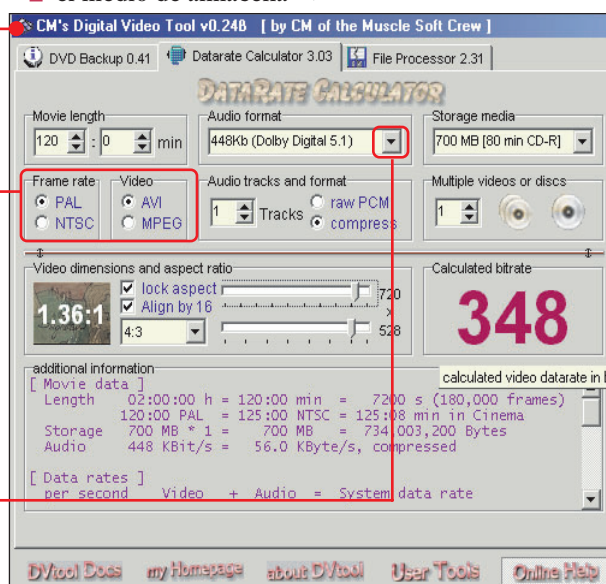 el medio de almacena
CM's Digital Video Tool v0.24ß [ by CM of the Muscle Soft Crew ]
DVD Backup 0.41 Datarate Calculator 3.03 File Processor 2.31
DATARATE CALCULATOR
Movie length Audio format Storage media
120 : 0 min 448Kb (Dolby Digital 5.1) 700 MB [80 min CD-R]
Frame rate Video Audio tracks and format Multiple videos or discs
PAL AVI 1 Tracks raw PCM 1
NTSC MPEG compress
Video dimensions and aspect ratio Calculated bitrate
1.36:1 lock aspect 720
Align by 16 x
4:3 528
348
additional information calculated video datarate in
[ Movie data ]
Length 02:00:00 h = 120:00 min = 7200 s (180,000 frames)
120:00 PAL = 125:00 NTSC = 125:08 min in Cinema
Storage 700 MB * 1 = 700 MB = 734,003,200 Bytes
Audio 448 KBit/s = 56.0 KByte/s, compressed
[ Data rates ]
per second Video + Audio = System data rate
DVtool Docs my Homepage about DVtool User Tools Online Help